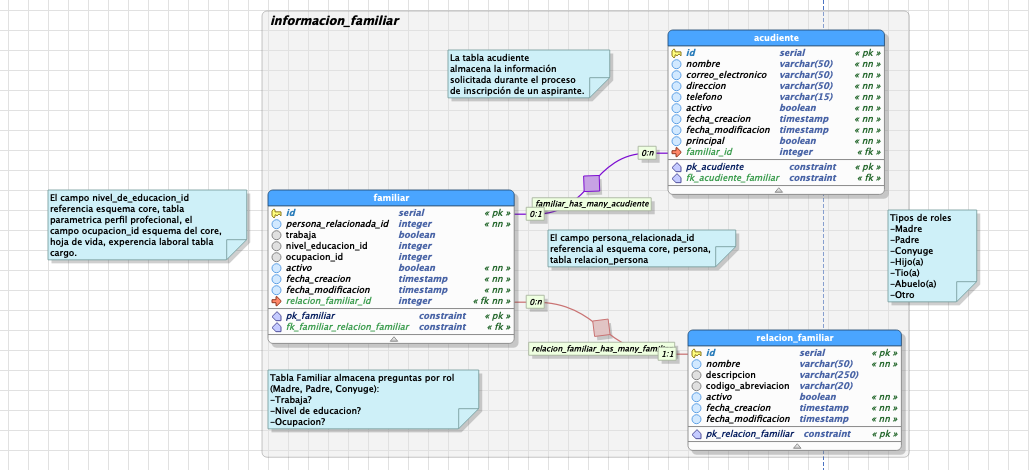 informacion_familiar
acudiente
id serial « pk »
nombre varchar(50) « nn »
correo_electronico varchar(50) « nn »
direccion varchar(50) « nn »
telefono varchar(15) « nn »
activo boolean « nn »
fecha_creacion timestamp « nn »
fecha_modificacion timestamp « nn »
principal boolean « nn »
familiar_id integer « fk »
pk_acudiente constraint « pk »
fk_acudiente_familiar constraint « fk »
La tabla acudiente
almacena la información
solicitada durante el proceso
de inscripción de un aspirante.
0:n
familiar_has_many_acudiente
0:1
El campo nivel_de_educacion_id
referencia esquema core, tabla
parametrica perfil profecional, el
campo ocupacion_id esquema del core,
hoja de vida, experencia laboral tabla
cargo.
familiar
id serial « pk »
persona_relacionada_id integer « nn »
trabaja boolean
nivel_educacion_id integer
ocupacion_id integer
activo boolean « nn »
fecha_creacion timestamp « nn »
fecha_modificacion timestamp « nn »
relacion_familiar_id integer « fk nn »
pk_familiar constraint « pk »
fk_familiar_relacion_familiar constraint « fk »
El campo persona_relacionada_id
referencia al esquema core, persona,
tabla relacion_persona
Tipos de roles
-Madre
-Padre
-Conyuge
-Hijo(a)
-Tio(a)
-Abuelo(a)
-Otro
0:n
relacion_familiar_has_many_famil
1:1
relacion_familiar
id serial « pk »
nombre varchar(50) « nn »
descripcion varchar(250)
codigo_abreviacion varchar(20)
activo boolean « nn »
fecha_creacion timestamp « nn »
fecha_modificacion timestamp « nn »
pk_relacion_familiar constraint « pk »
Tabla Familiar almacena preguntas por rol
(Madre, Padre, Conyuge):
-Trabaja?
-Nivel de educacion?
-Ocupacion?